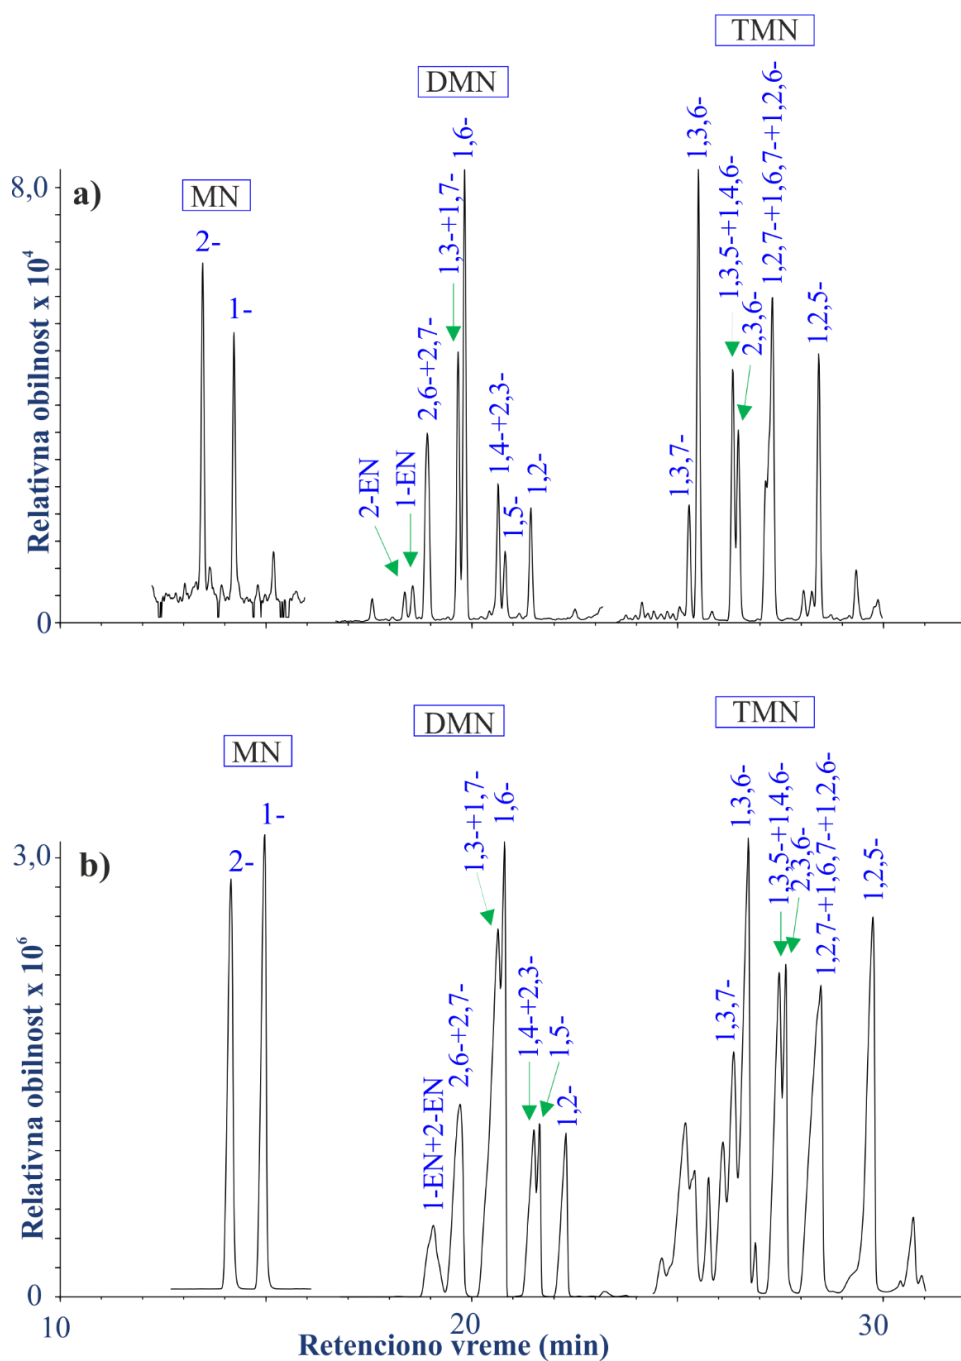 TMN
DMN
MN
8,0
a)
2-
1-
2-EN
1-EN
2,6-+2,7-
1,3-+1,7-
1,6-
1,4-+2,3-
1,5-
1,2-
1,3,7-
1,3,6-
1,3,5-+1,4,6-
2,3,6-
1,2,7-+1,6,7-+1,2,6-
1,2,5-
Relativna obilnost x 10⁴
0
MN
DMN
TMN
3,0
b)
2-
1-
1-EN+2-EN
2,6-+2,7-
1,3-+1,7-
1,6-
1,4-+2,3-
1,5-
1,2-
1,3,7-
1,3,6-
1,3,5-+1,4,6-
2,3,6-
1,2,7-+1,6,7-+1,2,6-
1,2,5-
Relativna obilnost x 10⁶
0
10
20
30
Retenciono vreme (min)